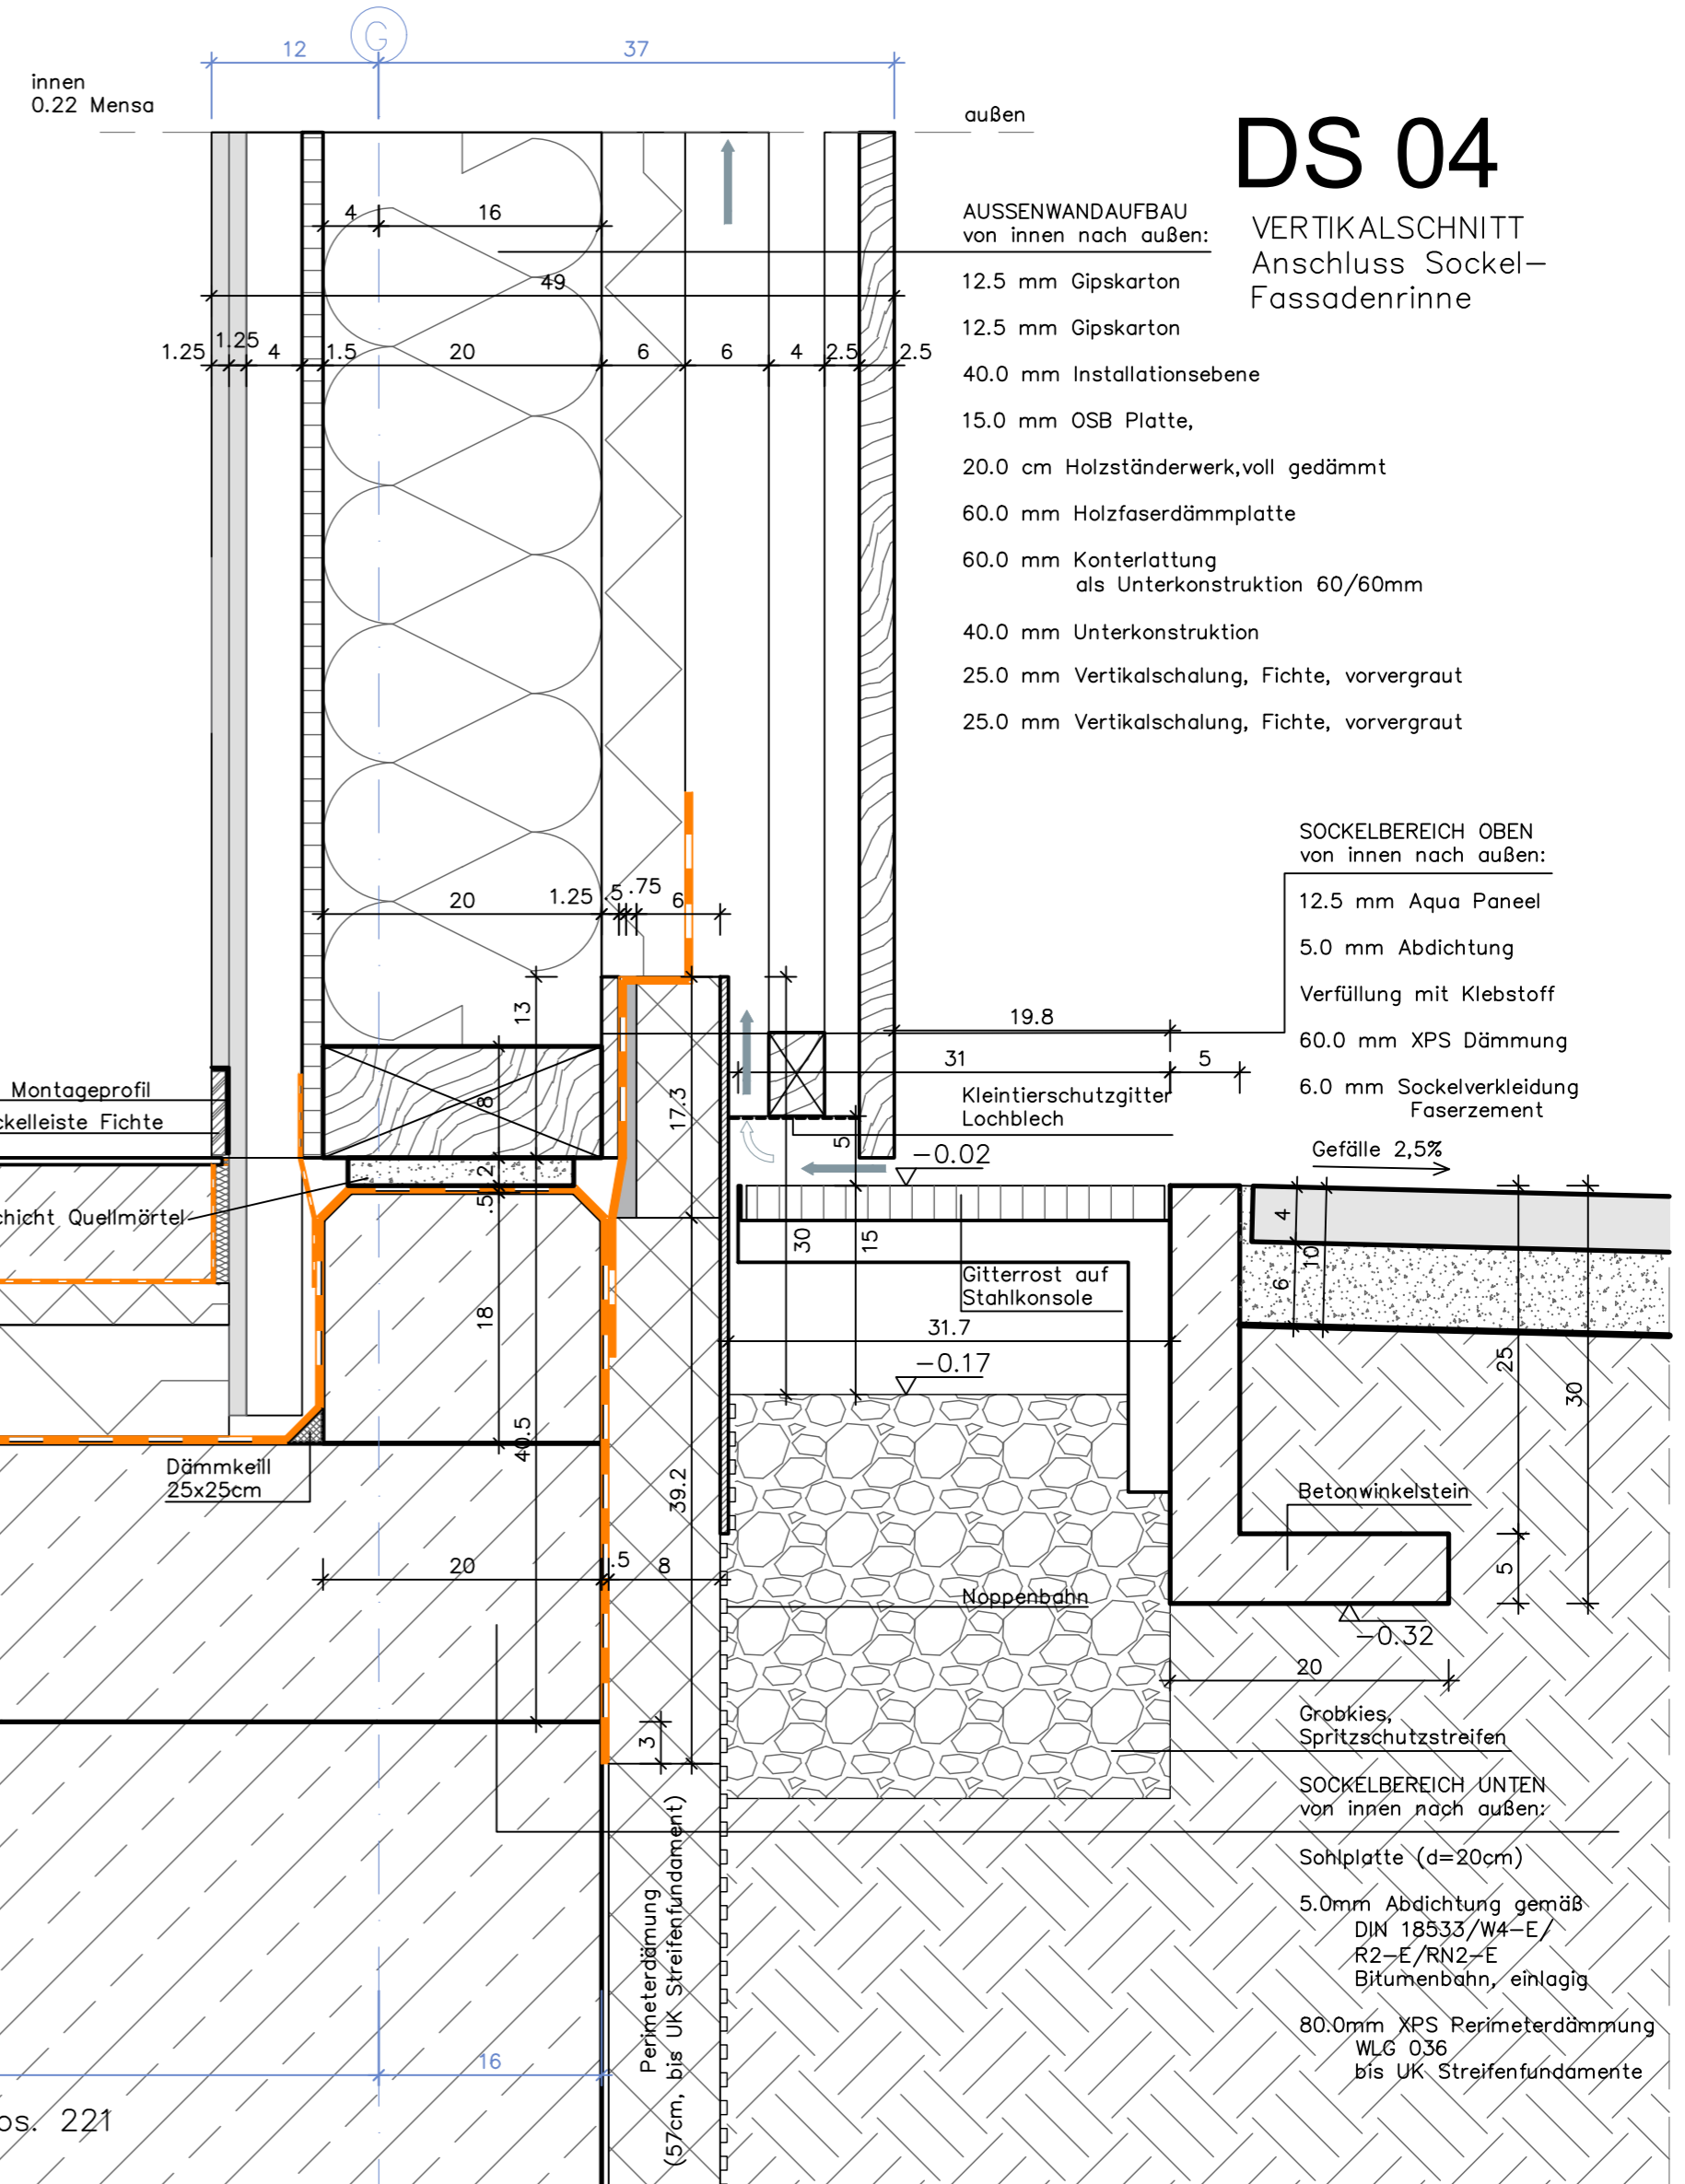 12
G
37
innen
0.22 Mensa
außen
DS 04
VERTIKALSCHNITT
Anschluss Sockel–
Fassadenrinne
AUSSENWANDAUFBAU
von innen nach außen:
12.5 mm Gipskarton
12.5 mm Gipskarton
40.0 mm Installationsebene
15.0 mm OSB Platte,
20.0 cm Holzständerwerk,voll gedämmt
60.0 mm Holzfaserdämmplatte
60.0 mm Konterlattung
als Unterkonstruktion 60/60mm
40.0 mm Unterkonstruktion
25.0 mm Vertikalschalung, Fichte, vorvergraut
25.0 mm Vertikalschalung, Fichte, vorvergraut
4 16
49
1.25 1.25 4 1.5 20 6 6 4 2.5 2.5
SOCKELBEREICH OBEN
von innen nach außen:
12.5 mm Aqua Paneel
5.0 mm Abdichtung
Verfüllung mit Klebstoff
60.0 mm XPS Dämmung
6.0 mm Sockelverkleidung
Faserzement
20 1.25 .5 .75 6
13
8
17.3
19.8
31 5
Kleintierschutzgitter
Lochblech
Montageprofil
ckelleiste Fichte
5
−0.02
Gefälle 2,5%
2
.5
chicht Quellmörtel
30
15
4
6
10
Gitterrost auf
Stahlkonsole
18
31.7
−0.17
25
30
40.5
39.2
Dämmkeill
25x25cm
Betonwinkelstein
20 .5 8
5
Noppenbahn
−0.32
20
3
Grobkies,
Spritzschutzstreifen
SOCKELBEREICH UNTEN
von innen nach außen:
Sohlplatte (d=20cm)
5.0mm Abdichtung gemäß
DIN 18533/W4−E/
R2−E/RN2−E
Bitumenbahn, einlagig
80.0mm XPS Perimeterdämmung
WLG 036
bis UK Streifenfundamente
Perimeterdämung
(57cm, bis UK Streifenfundament)
16
os. 221